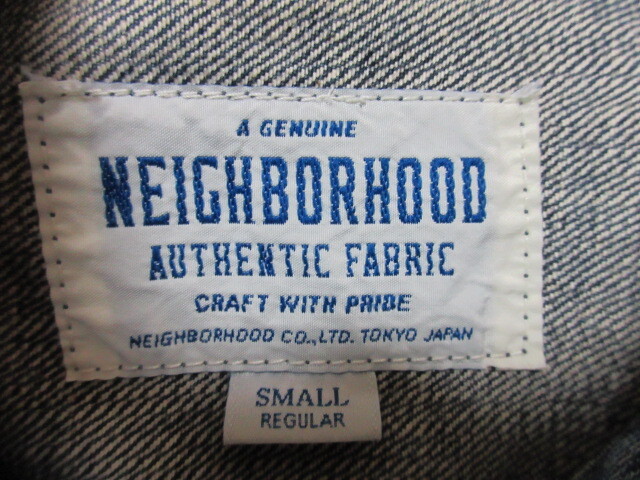 A GENUINE
NEIGHBORHOOD
AUTHENTIC FABRIC
CRAFT WITH PRIDE
NEIGHBORHOOD CO.,LTD. TOKYO JAPAN
SMALL
REGULAR